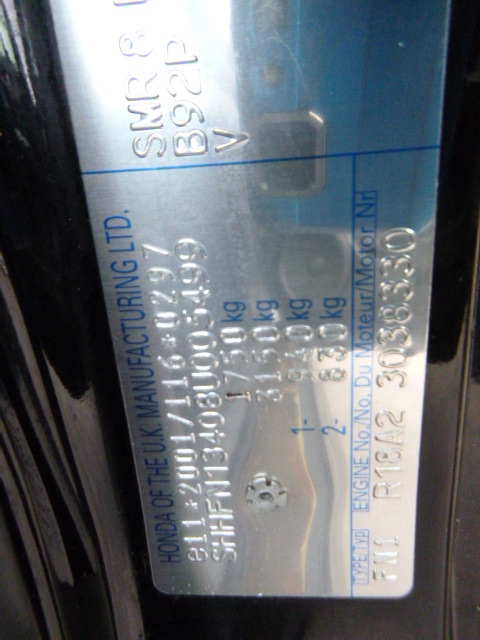 HONDA OF THE U.K. MANUFACTURING LTD.
e11*2001/116*0297
SHHFN13408U005499
1750 kg
3150 kg
1- 940 kg
2- 830 kg
TYPE/TYP ENGINE No./No. Du Moteur/Motor Nr
FN1 R18A2 3038330
SMR 8
B92P
V